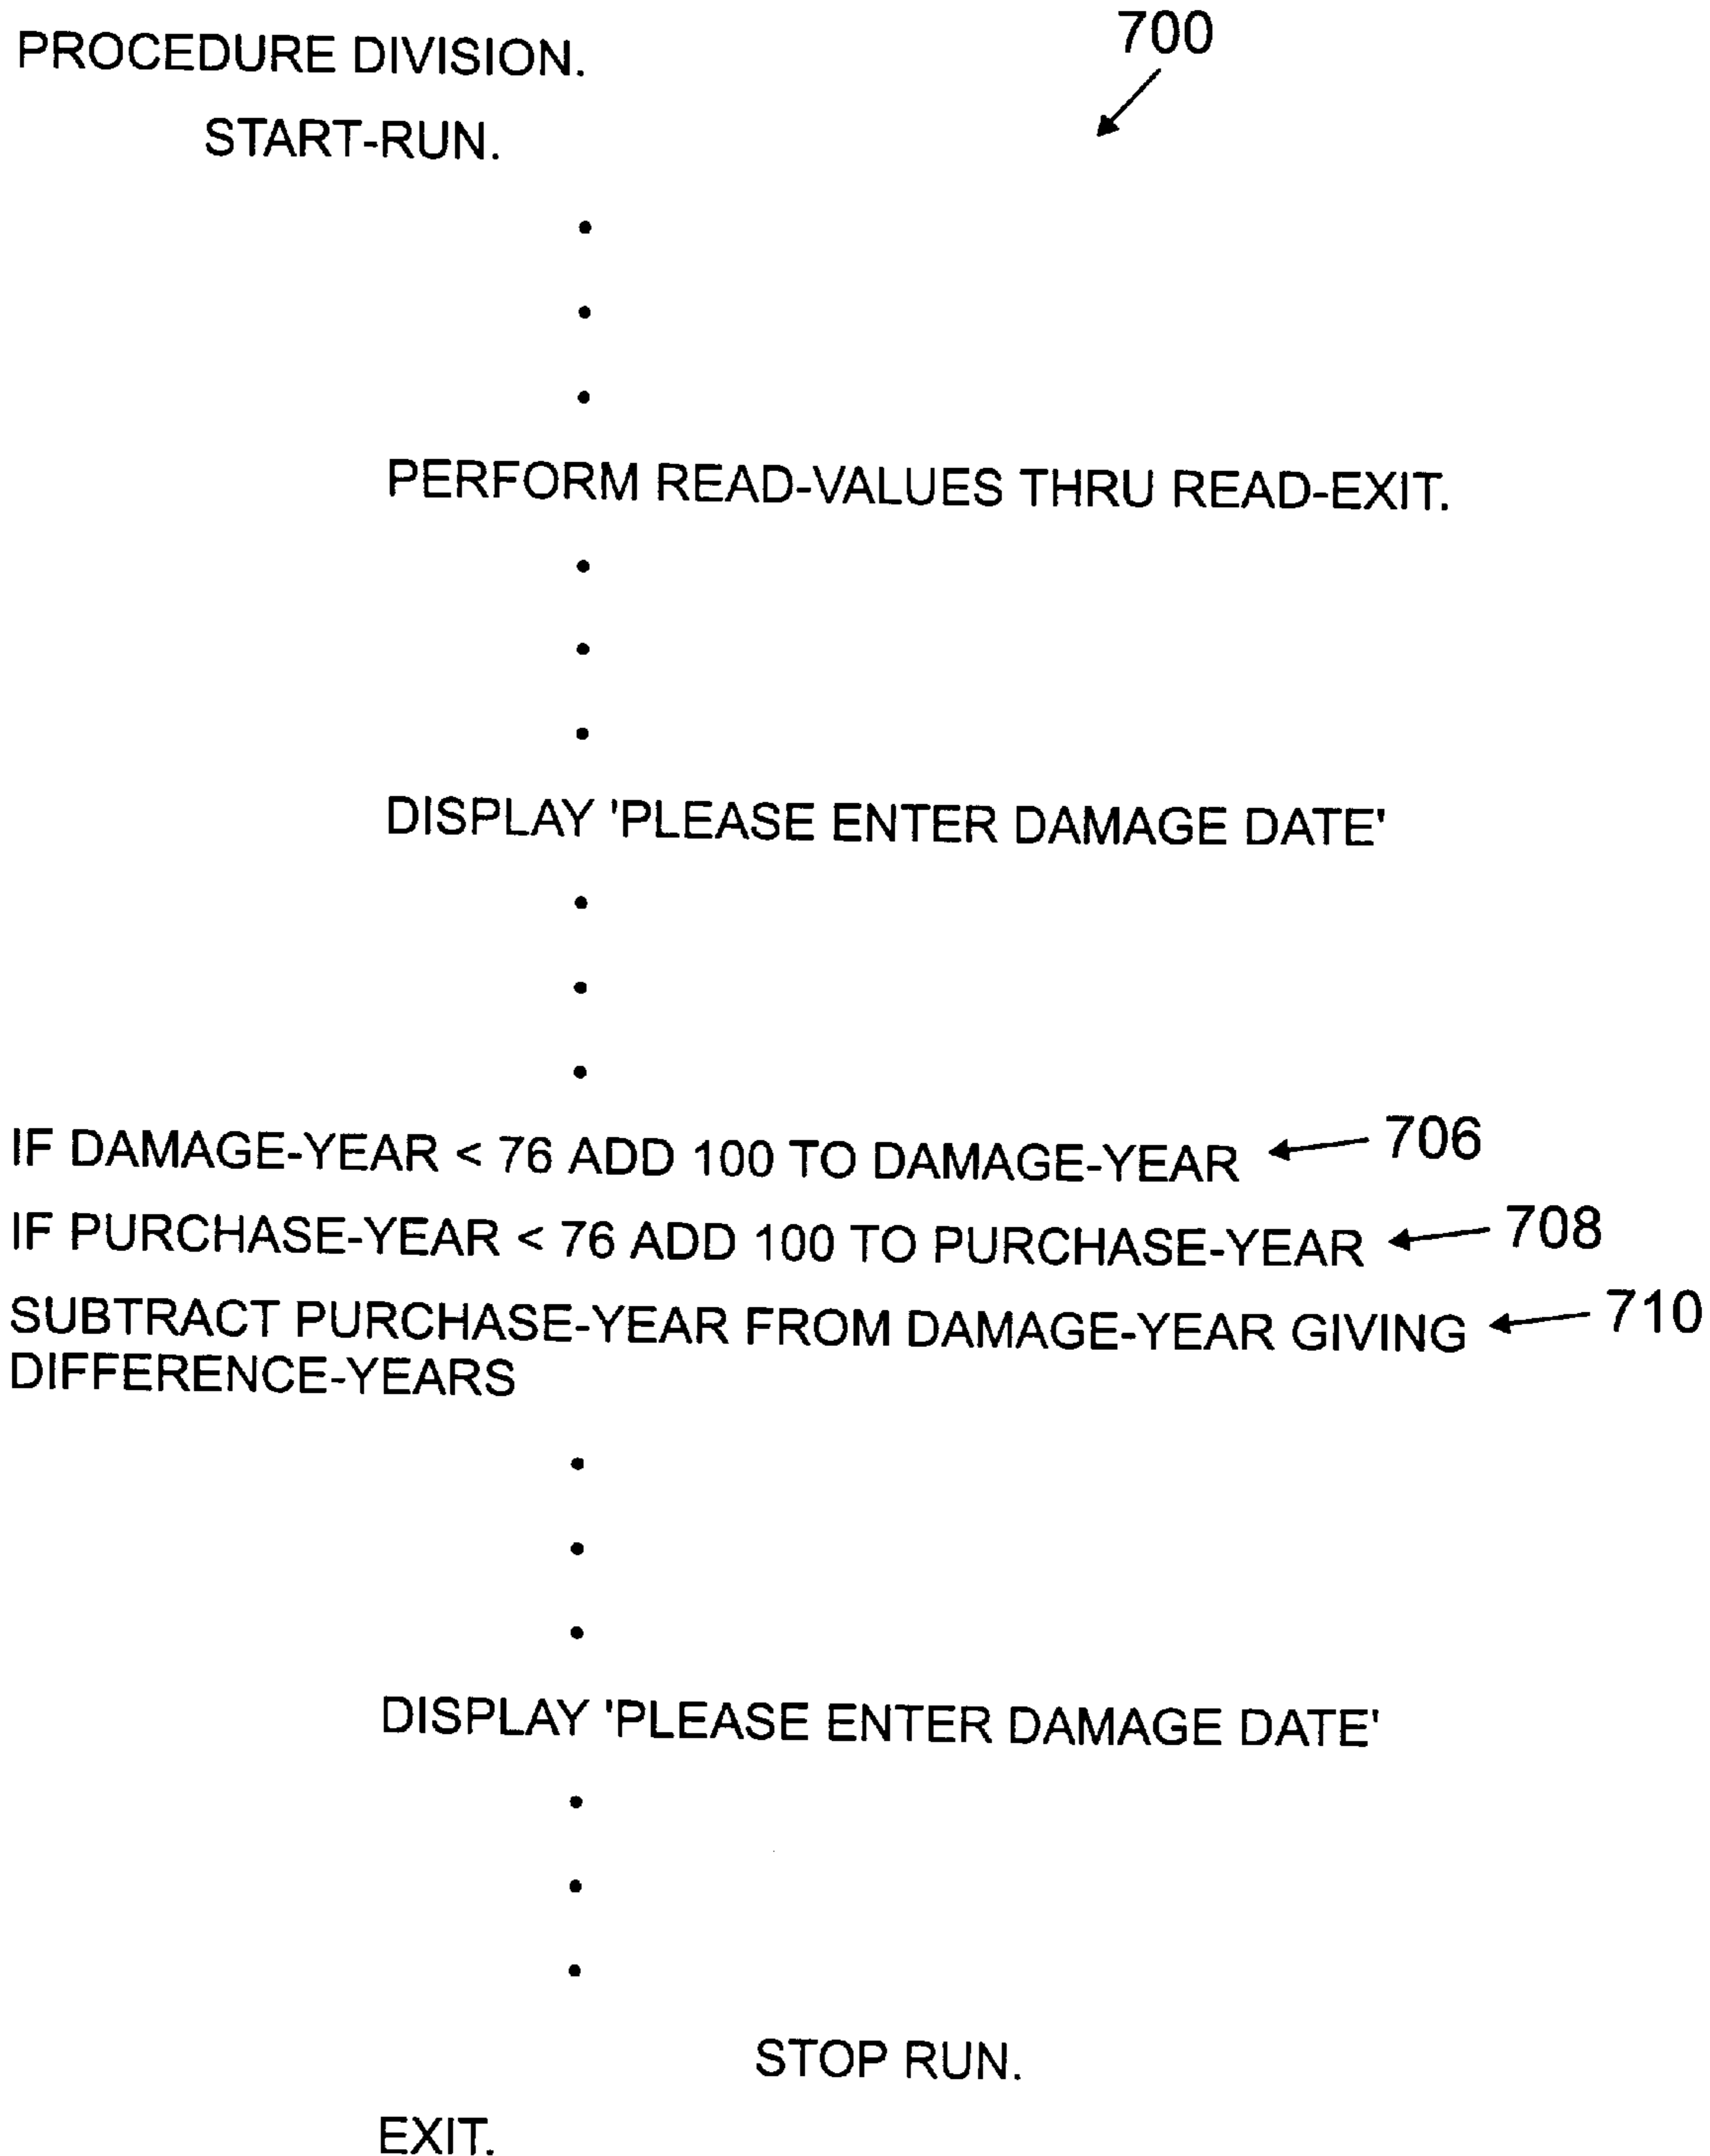 700
PROCEDURE DIVISION.
START-RUN.
PERFORM READ-VALUES THRU READ-EXIT.
DISPLAY 'PLEASE ENTER DAMAGE DATE'
IF DAMAGE-YEAR < 76 ADD 100 TO DAMAGE-YEAR 706
IF PURCHASE-YEAR < 76 ADD 100 TO PURCHASE-YEAR 708
SUBTRACT PURCHASE-YEAR FROM DAMAGE-YEAR GIVING 710
DIFFERENCE-YEARS
DISPLAY 'PLEASE ENTER DAMAGE DATE'
STOP RUN.
EXIT.